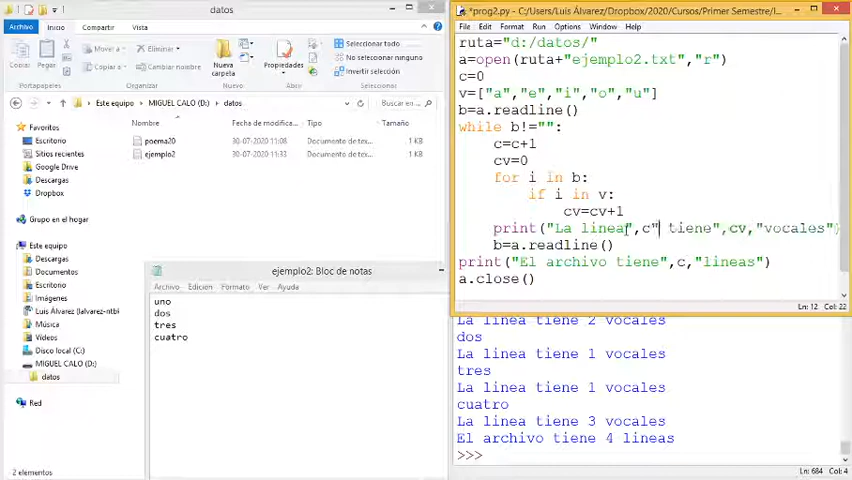 datos
Archivo Inicio Compartir Vista
Copiar Pegar
Mover a
Copiar a
Eliminar
Nueva carpeta
Propiedades
Seleccionar todo
No seleccionar ninguno
Invertir selección
Portapapeles
Organizar
Nuevo
Abrir
Seleccionar
Este equipo MIGUEL CALO (D:) datos
Buscar en ...
Nombre Fecha de modifica... Tipo Tamaño
poema20 30-07-2020 11:08 Documento de tex... 1 KB
ejemplo2 30-07-2020 11:33 Documento de tex... 1 KB
Favoritos
Escritorio
Sitios recientes
Google Drive
Descargas
Grupo en el hogar
Este equipo
Descargas
Documentos
Escritorio
Imágenes
Luis Álvarez (lalvarez-ntbl
Música
Videos
Disco local (C:)
MIGUEL CALO (D:)
datos
Red
2 elementos
ejemplo2: Bloc de notas
Archivo Edición Formato Ver Ayuda
uno
dos
tres
cuatro
*prog2.py - C:/Users/Luis Álvarez/Dropbox/2020/Cursos/Primer Semestre/I...
File Edit Format Run Options Window Help
ruta="d:/datos/"
a=open(ruta+"ejemplo2.txt","r")
c=0
v=["a","e","i","o","u"]
b=a.readline()
while b!="":
c=c+1
cv=0
for i in b:
if i in v:
cv=cv+1
print("La linea",c" tiene",cv,"vocales")
b=a.readline()
print("El archivo tiene",c,"lineas")
a.close()
Ln: 12 Col: 22
La linea tiene 2 vocales
dos
La linea tiene 1 vocales
tres
La linea tiene 1 vocales
cuatro
La linea tiene 3 vocales
El archivo tiene 4 lineas
>>>
Ln: 684 Col: 4